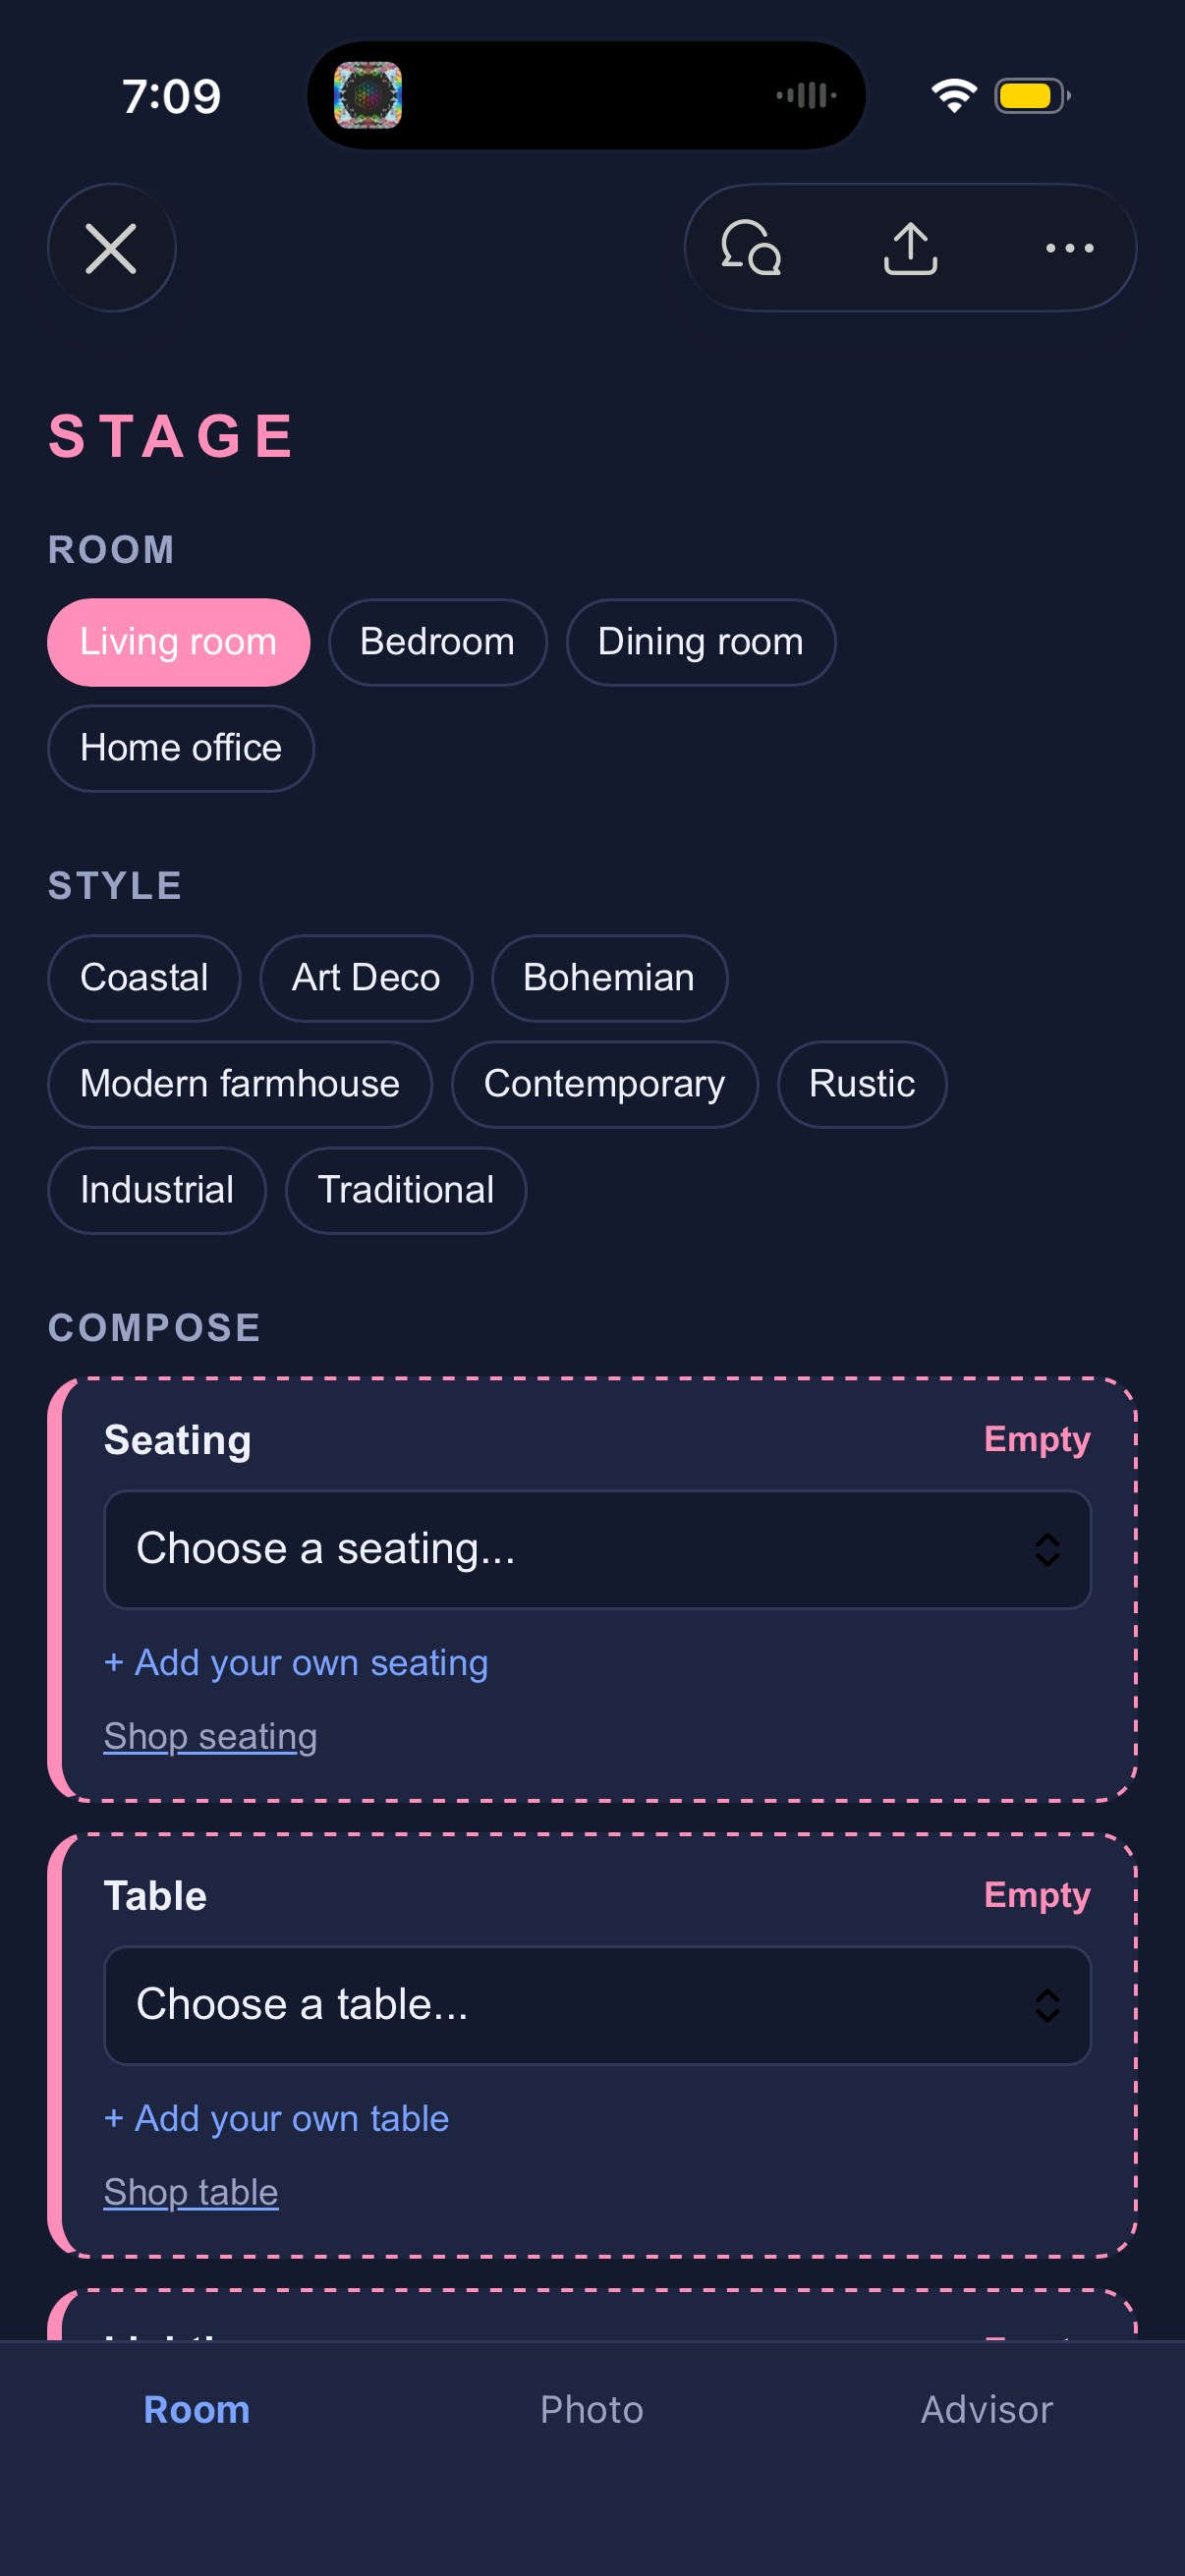 7:09
STAGE
ROOM
Living room Bedroom Dining room
Home office
STYLE
Coastal Art Deco Bohemian
Modern farmhouse Contemporary Rustic
Industrial Traditional
COMPOSE
Seating Empty
Choose a seating...
+ Add your own seating
Shop seating
Table Empty
Choose a table...
+ Add your own table
Shop table
Room Photo Advisor